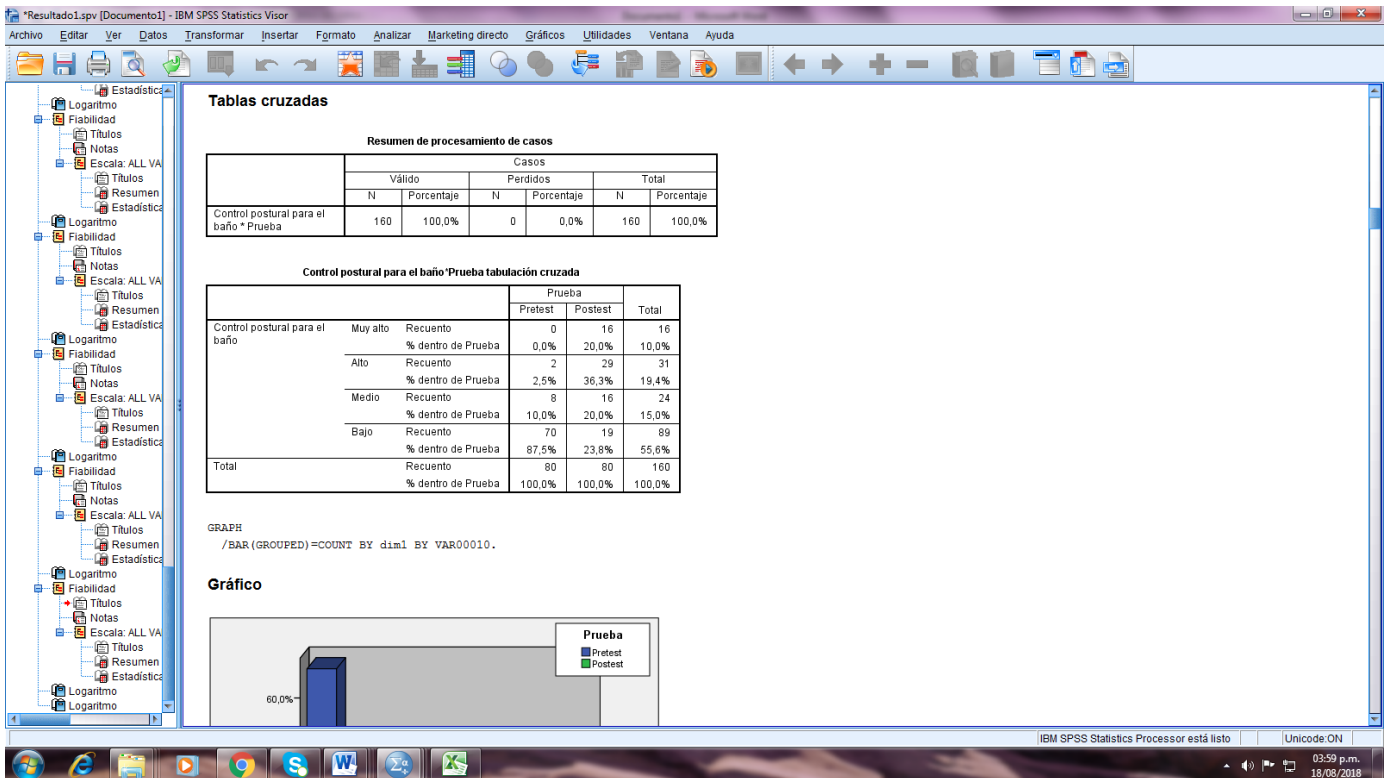 *Resultado1.spv [Documento1] - IBM SPSS Statistics Visor
Archivo Editar Ver Datos Transformar Insertar Formato Analizar Marketing directo Gráficos Utilidades Ventana Ayuda
Estadística
Logaritmo
Fiabilidad
Títulos
Notas
Escala: ALL VA
Títulos
Resumen
Estadística
Logaritmo
Fiabilidad
Títulos
Notas
Escala: ALL VA
Títulos
Resumen
Estadística
Logaritmo
Fiabilidad
Títulos
Notas
Escala: ALL VA
Títulos
Resumen
Estadística
Logaritmo
Fiabilidad
Títulos
Notas
Escala: ALL VA
Títulos
Resumen
Estadística
Logaritmo
Fiabilidad
Títulos
Notas
Escala: ALL VA
Títulos
Resumen
Estadística
Logaritmo
Logaritmo
Tablas cruzadas
Resumen de procesamiento de casos
Casos
Válido Perdidos Total
N Porcentaje N Porcentaje N Porcentaje
Control postural para el
baño * Prueba 160 100,0% 0 0,0% 160 100,0%
Control postural para el baño*Prueba tabulación cruzada
Prueba
Pretest Postest Total
Control postural para el Muy alto Recuento 0 16 16
baño % dentro de Prueba 0,0% 20,0% 10,0%
Alto Recuento 2 29 31
% dentro de Prueba 2,5% 36,3% 19,4%
Medio Recuento 8 16 24
% dentro de Prueba 10,0% 20,0% 15,0%
Bajo Recuento 70 19 89
% dentro de Prueba 87,5% 23,8% 55,6%
Total Recuento 80 80 160
% dentro de Prueba 100,0% 100,0% 100,0%
GRAPH
/BAR(GROUPED)=COUNT BY dim1 BY VAR00010.
Gráfico
Prueba
Pretest
Postest
60,0%
IBM SPSS Statistics Processor está listo Unicode:ON
03:59 p.m.
18/08/2018